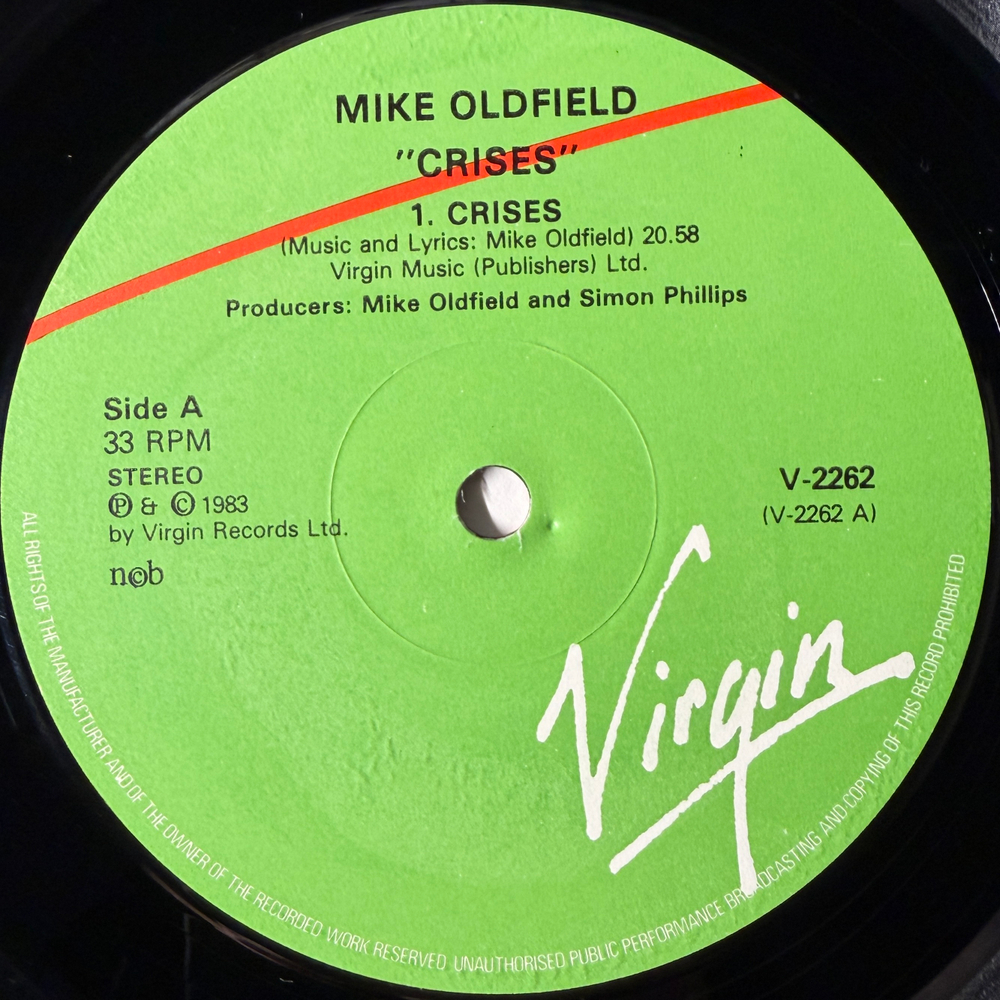 MIKE OLDFIELD
"CRISES"
1. CRISES
(Music and Lyrics: Mike Oldfield) 20.58
Virgin Music (Publishers) Ltd.
Producers: Mike Oldfield and Simon Phillips
Side A
33 RPM
STEREO
Ⓟ & © 1983
by Virgin Records Ltd.
n©b
V-2262
(V-2262 A)
Virgin
ALL RIGHTS OF THE MANUFACTURER AND OF THE OWNER OF THE RECORDED WORK RESERVED UNAUTHORISED PUBLIC PERFORMANCE BROADCASTING AND COPYING OF THIS RECORD PROHIBITED